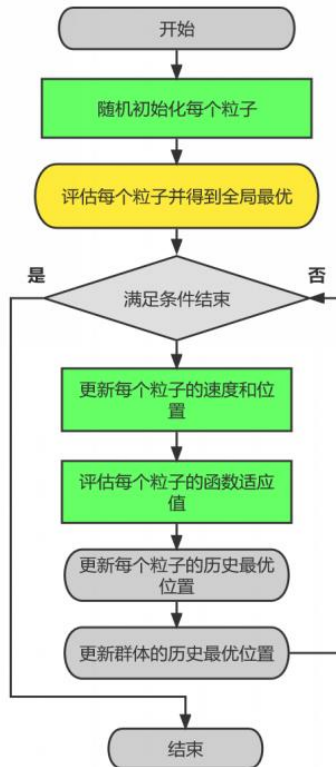 开始
随机初始化每个粒子
评估每个粒子并得到全局最优
是
否
满足条件结束
更新每个粒子的速度和位
置
评估每个粒子的函数适应
值
更新每个粒子的历史最优
位置
更新群体的历史最优位置
结束